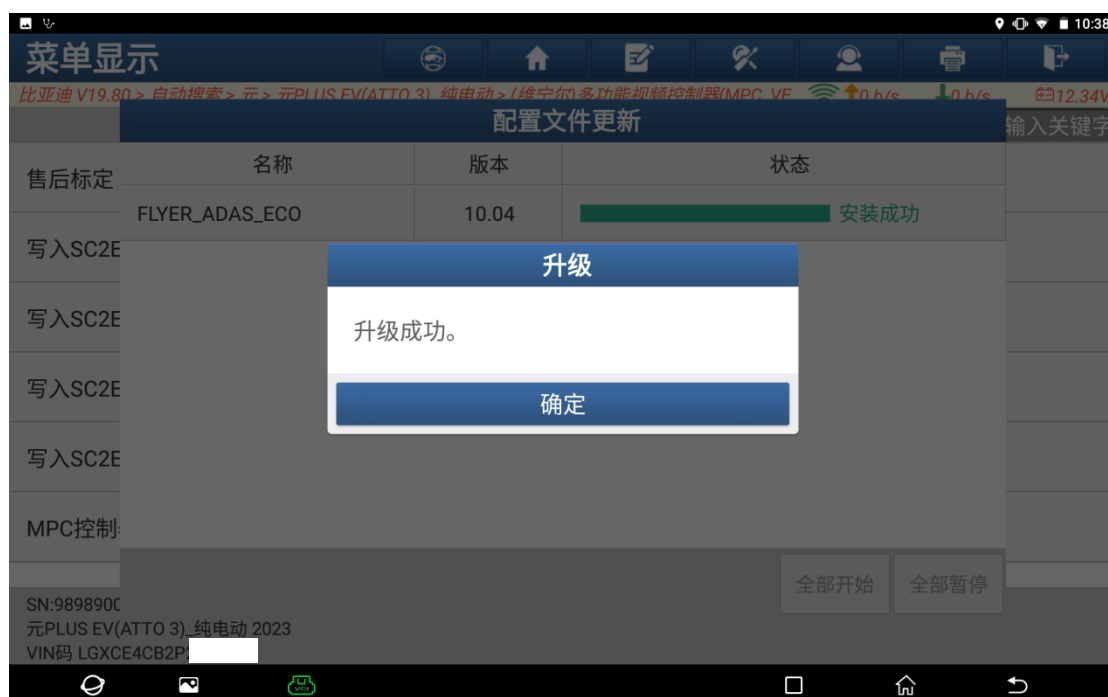 10:38
菜单显示
比亚迪 V19.80 > 自动搜索 > 元 > 元PLUS EV(ATTO 3)_纯电动 > (维宁尔)多功能视频控制器(MPC_VE 0 b/s 0 b/s 12.34V
配置文件更新
输入关键字
名称 版本 状态
售后标定
FLYER_ADAS_ECO 10.04 安装成功
写入SC2E
升级
写入SC2E
升级成功。
写入SC2E
确定
写入SC2E
MPC控制
全部开始 全部暂停
SN:9898900
元PLUS EV(ATTO 3)_纯电动 2023
VIN码 LGXCE4CB2P
VCI